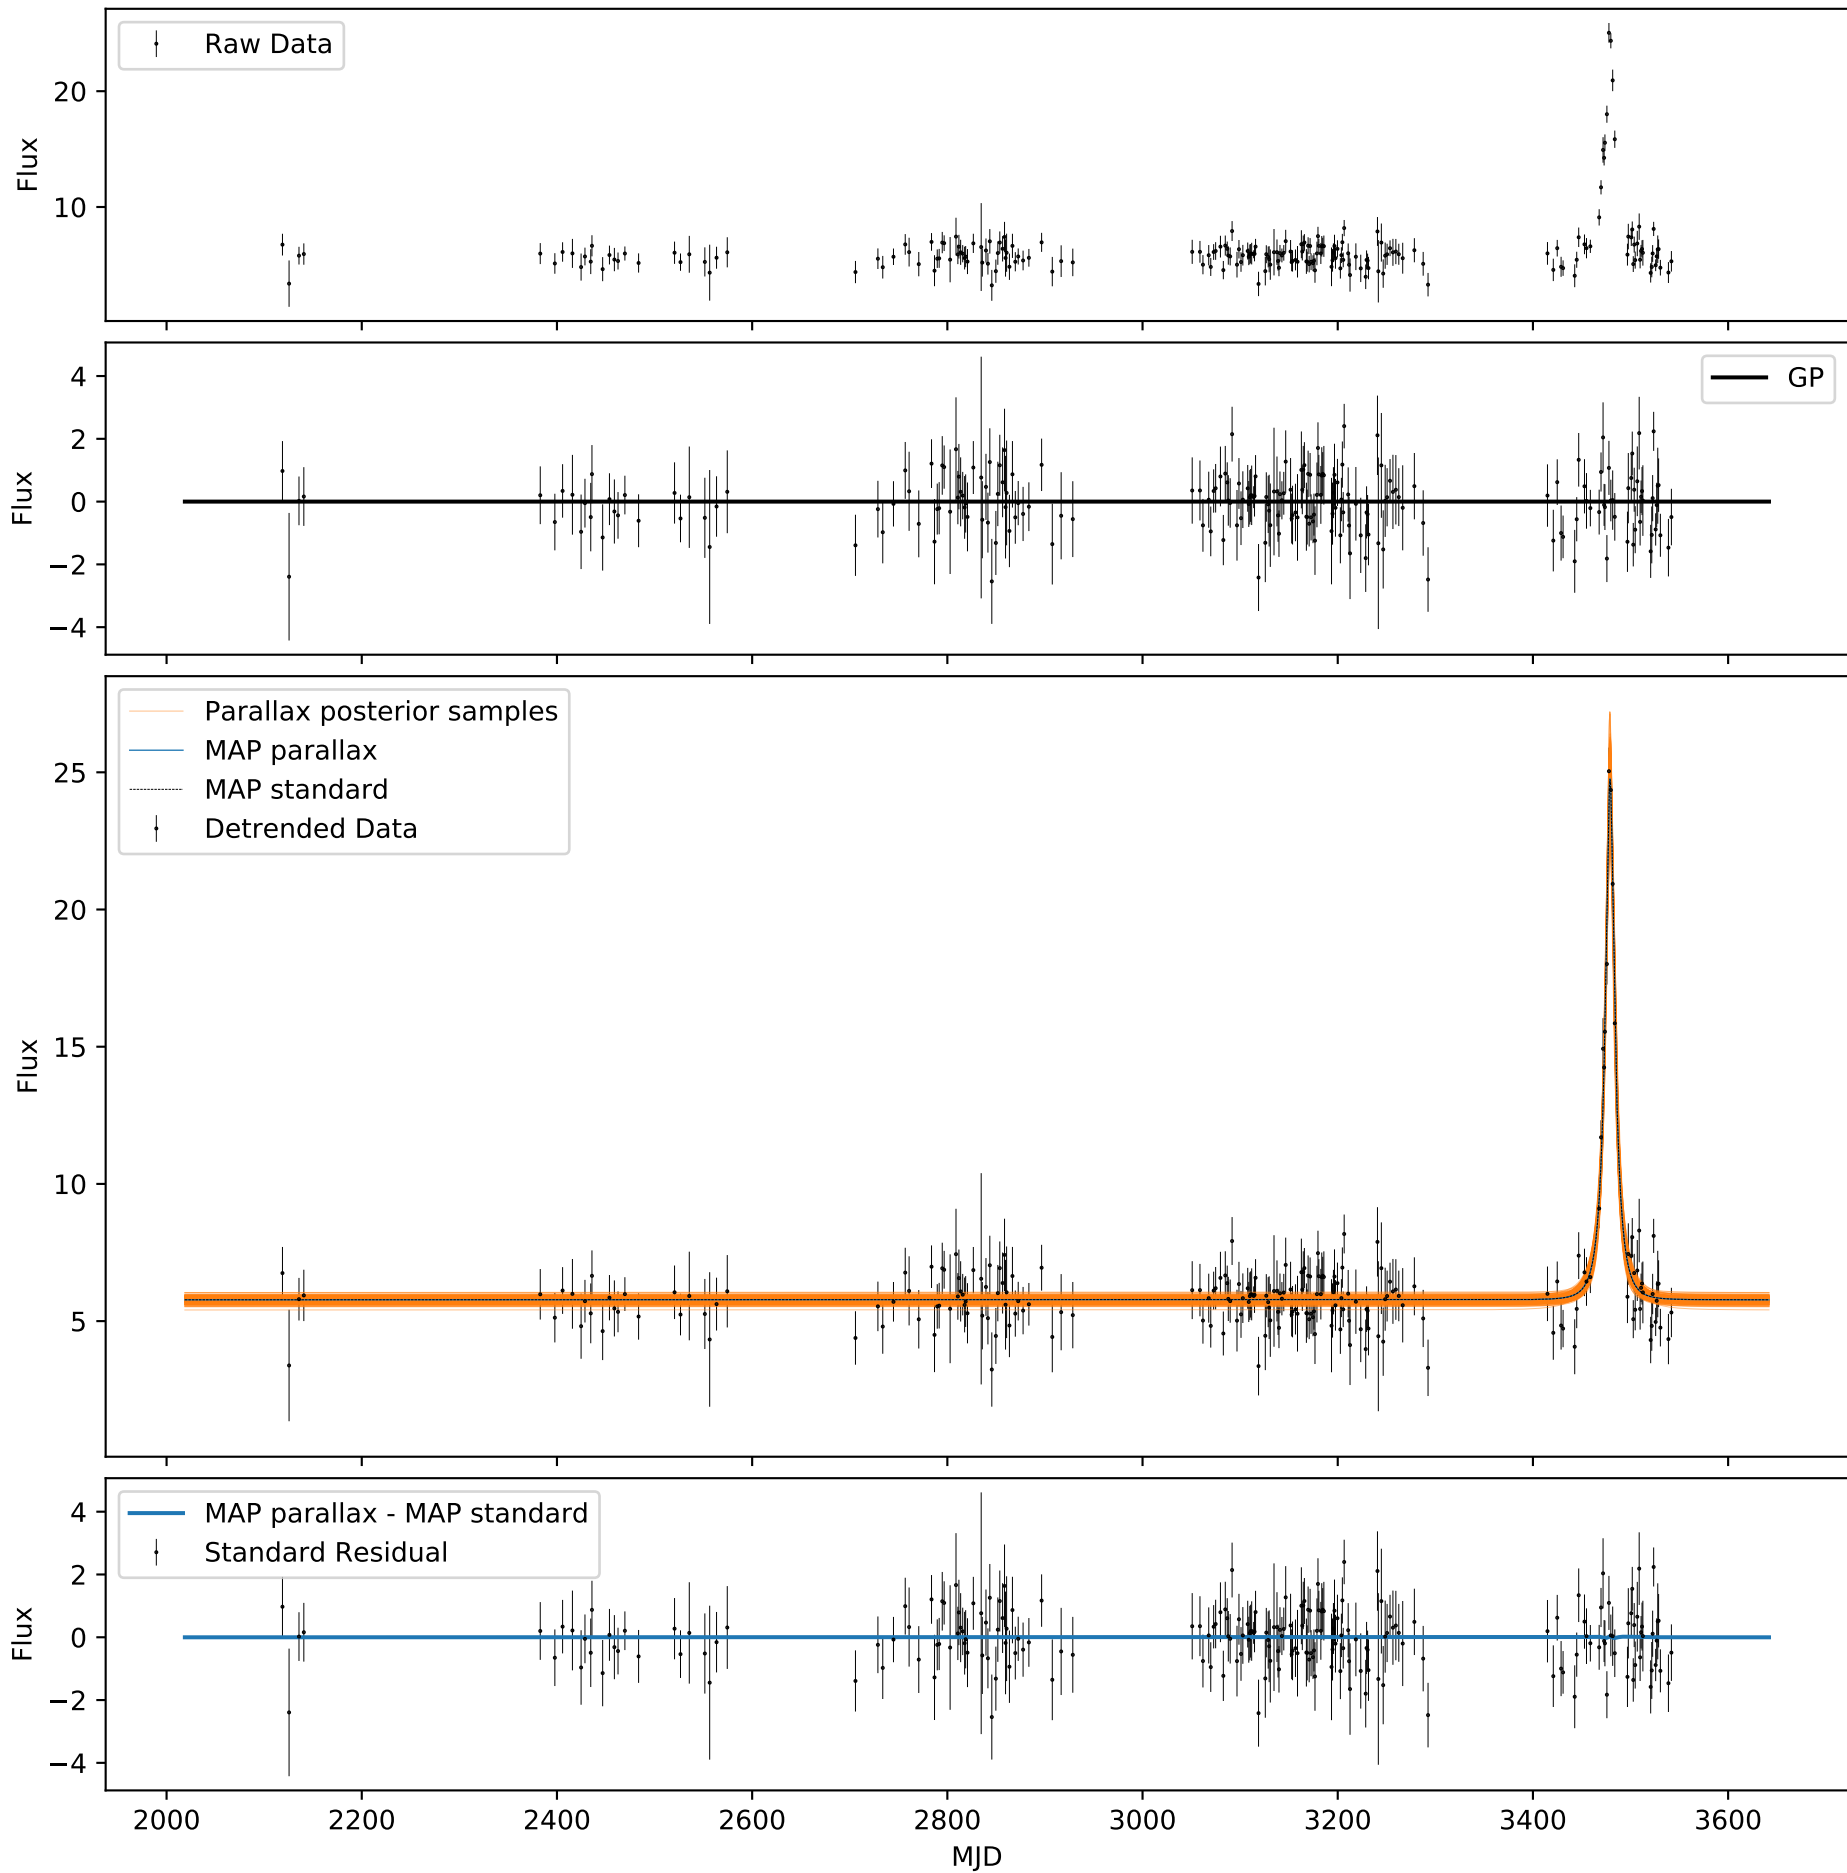 Raw Data
20
10
Flux
GP
4
2
0
−2
−4
Flux
Parallax posterior samples
MAP parallax
MAP standard
Detrended Data
25
20
15
10
5
Flux
MAP parallax - MAP standard
Standard Residual
4
2
0
−2
−4
Flux
2000 2200 2400 2600 2800 3000 3200 3400 3600
MJD